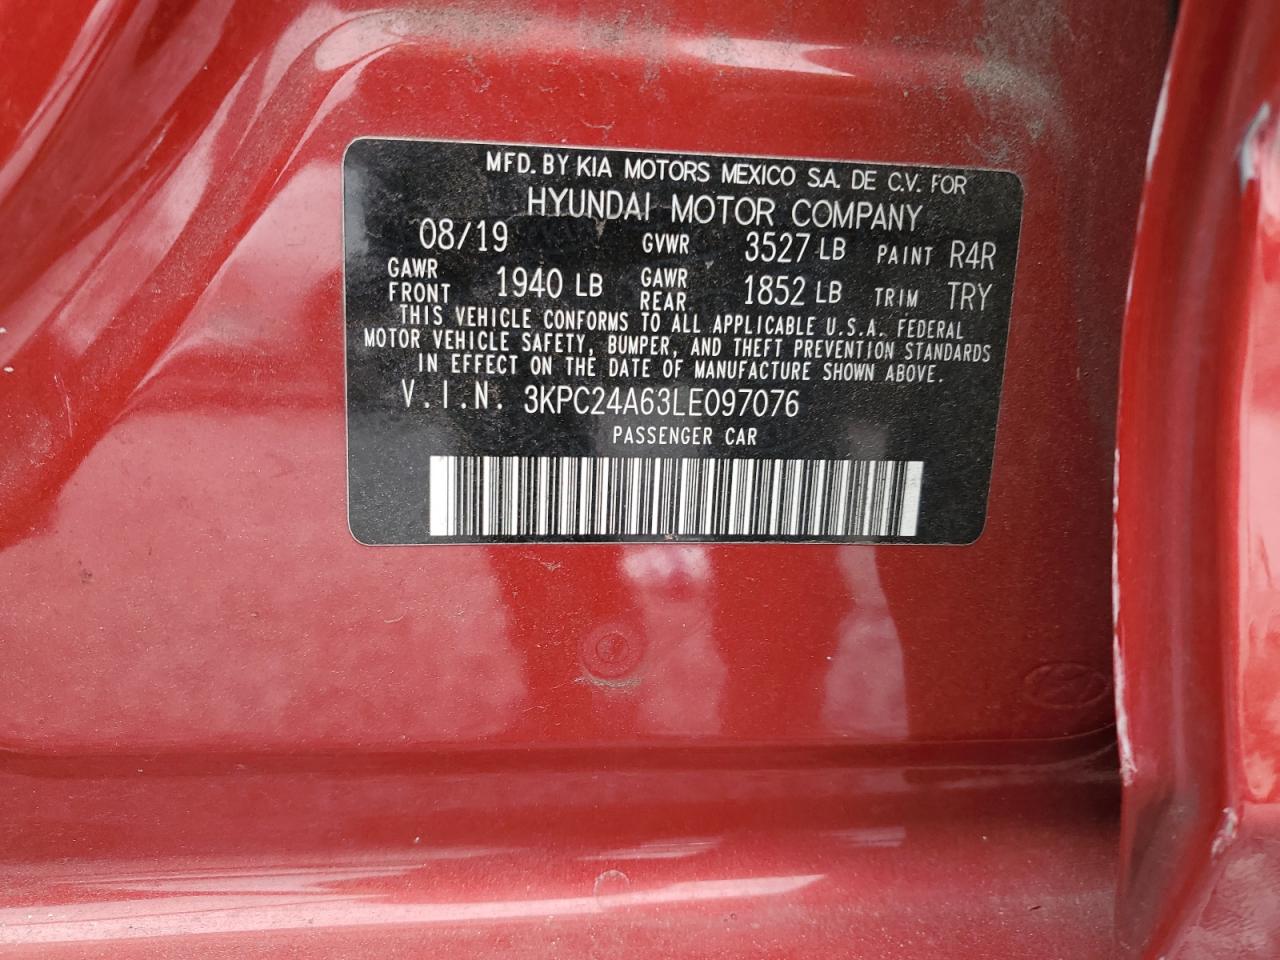 MFD. BY KIA MOTORS MEXICO S.A. DE C.V. FOR
HYUNDAI MOTOR COMPANY
08/19 GVWR 3527 LB PAINT R4R
GAWR FRONT 1940 LB GAWR REAR 1852 LB TRIM TRY
THIS VEHICLE CONFORMS TO ALL APPLICABLE U.S.A. FEDERAL
MOTOR VEHICLE SAFETY, BUMPER, AND THEFT PREVENTION STANDARDS
IN EFFECT ON THE DATE OF MANUFACTURE SHOWN ABOVE.
V.I.N. 3KPC24A63LE097076
PASSENGER CAR